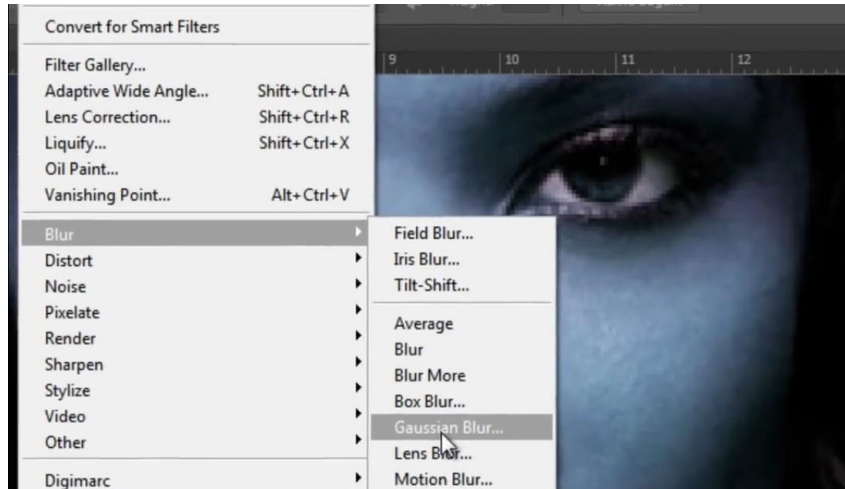 Convert for Smart Filters
Filter Gallery...
Adaptive Wide Angle... Shift+Ctrl+A
Lens Correction... Shift+Ctrl+R
Liquify... Shift+Ctrl+X
Oil Paint...
Vanishing Point... Alt+Ctrl+V
Blur
Distort
Noise
Pixelate
Render
Sharpen
Stylize
Video
Other
Digimarc
Field Blur...
Iris Blur...
Tilt-Shift...
Average
Blur
Blur More
Box Blur...
Gaussian Blur...
Lens Blur...
Motion Blur...
9 10 11 12